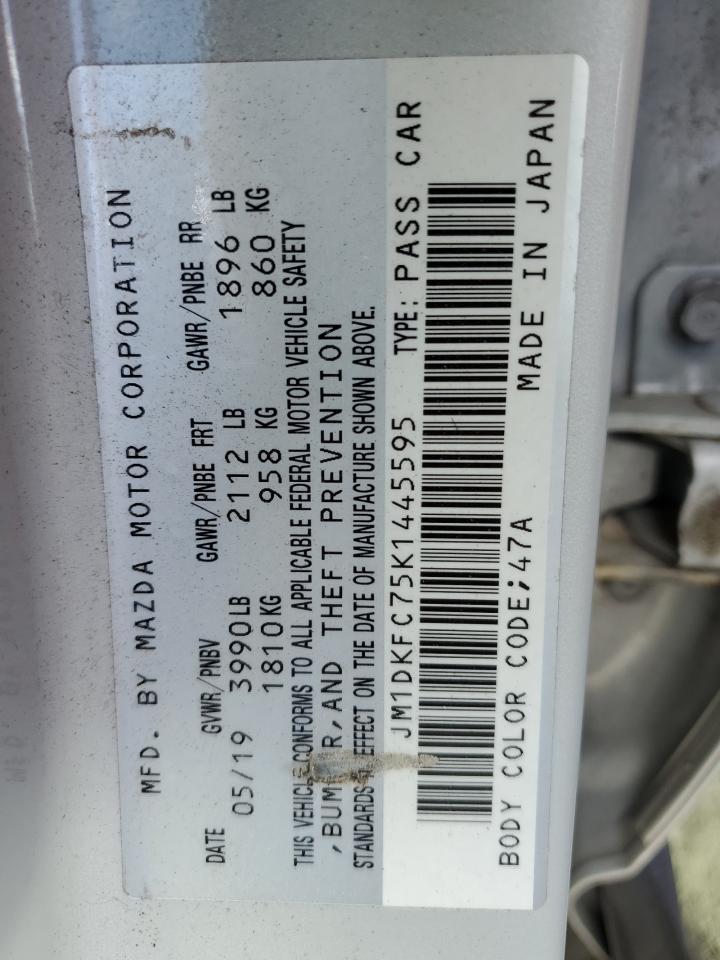 MFD. BY MAZDA MOTOR CORPORATION
DATE GVWR/PNBV GAWR/PNBE FRT GAWR/PNBE RR
05/19 3990LB 2112 LB 1896 LB
1810KG 958 KG 860 KG
THIS VEHICLE CONFORMS TO ALL APPLICABLE FEDERAL MOTOR VEHICLE SAFETY
,BUMPER,AND THEFT PREVENTION
STANDARDS IN EFFECT ON THE DATE OF MANUFACTURE SHOWN ABOVE.
JM1DKFC75K1445595 TYPE: PASS CAR
BODY COLOR CODE;47A MADE IN JAPAN